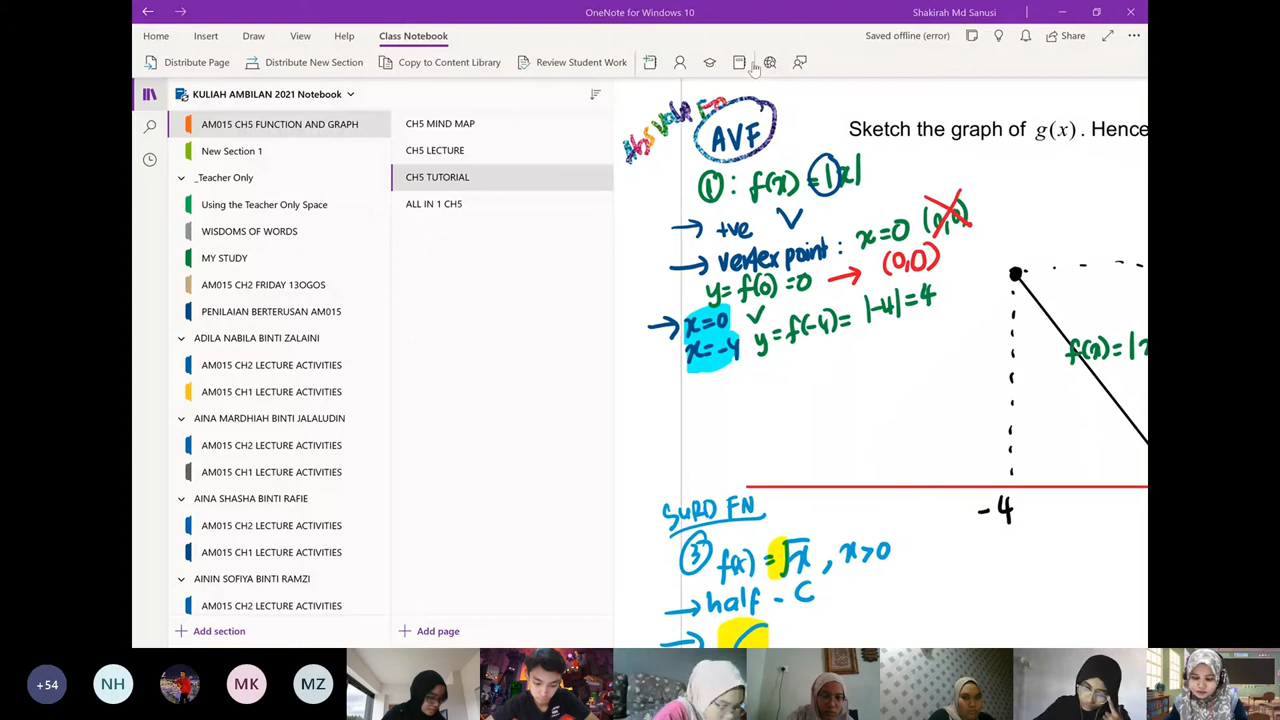 OneNote for Windows 10
Shakirah Md Sanusi
Home Insert Draw View Help Class Notebook
Saved offline (error) Share
Distribute Page Distribute New Section Copy to Content Library Review Student Work
KULIAH AMBILAN 2021 Notebook
AM015 CH5 FUNCTION AND GRAPH
New Section 1
_Teacher Only
Using the Teacher Only Space
WISDOMS OF WORDS
MY STUDY
AM015 CH2 FRIDAY 13OGOS
PENILAIAN BERTERUSAN AM015
ADILA NABILA BINTI ZALAINI
AM015 CH2 LECTURE ACTIVITIES
AM015 CH1 LECTURE ACTIVITIES
AINA MARDHIAH BINTI JALALUDIN
AM015 CH2 LECTURE ACTIVITIES
AM015 CH1 LECTURE ACTIVITIES
AINA SHASHA BINTI RAFIE
AM015 CH2 LECTURE ACTIVITIES
AM015 CH1 LECTURE ACTIVITIES
AININ SOFIYA BINTI RAMZI
AM015 CH2 LECTURE ACTIVITIES
Add section
CH5 MIND MAP
CH5 LECTURE
CH5 TUTORIAL
ALL IN 1 CH5
Add page
Abs Value Fn
AVF
Sketch the graph of g(x). Hence
① : f(x) = |x|
→ +ve V
→ vertex point : x=0 (0,0)
y = f(0) = 0 → (0,0)
→ x=0 ✓
x=-4 y = f(-4) = |-4| = 4
f(x) = |x
-4
SURD FN
③ f(x) = √x , x>0
→ half - C
→
+54 NH MK MZ